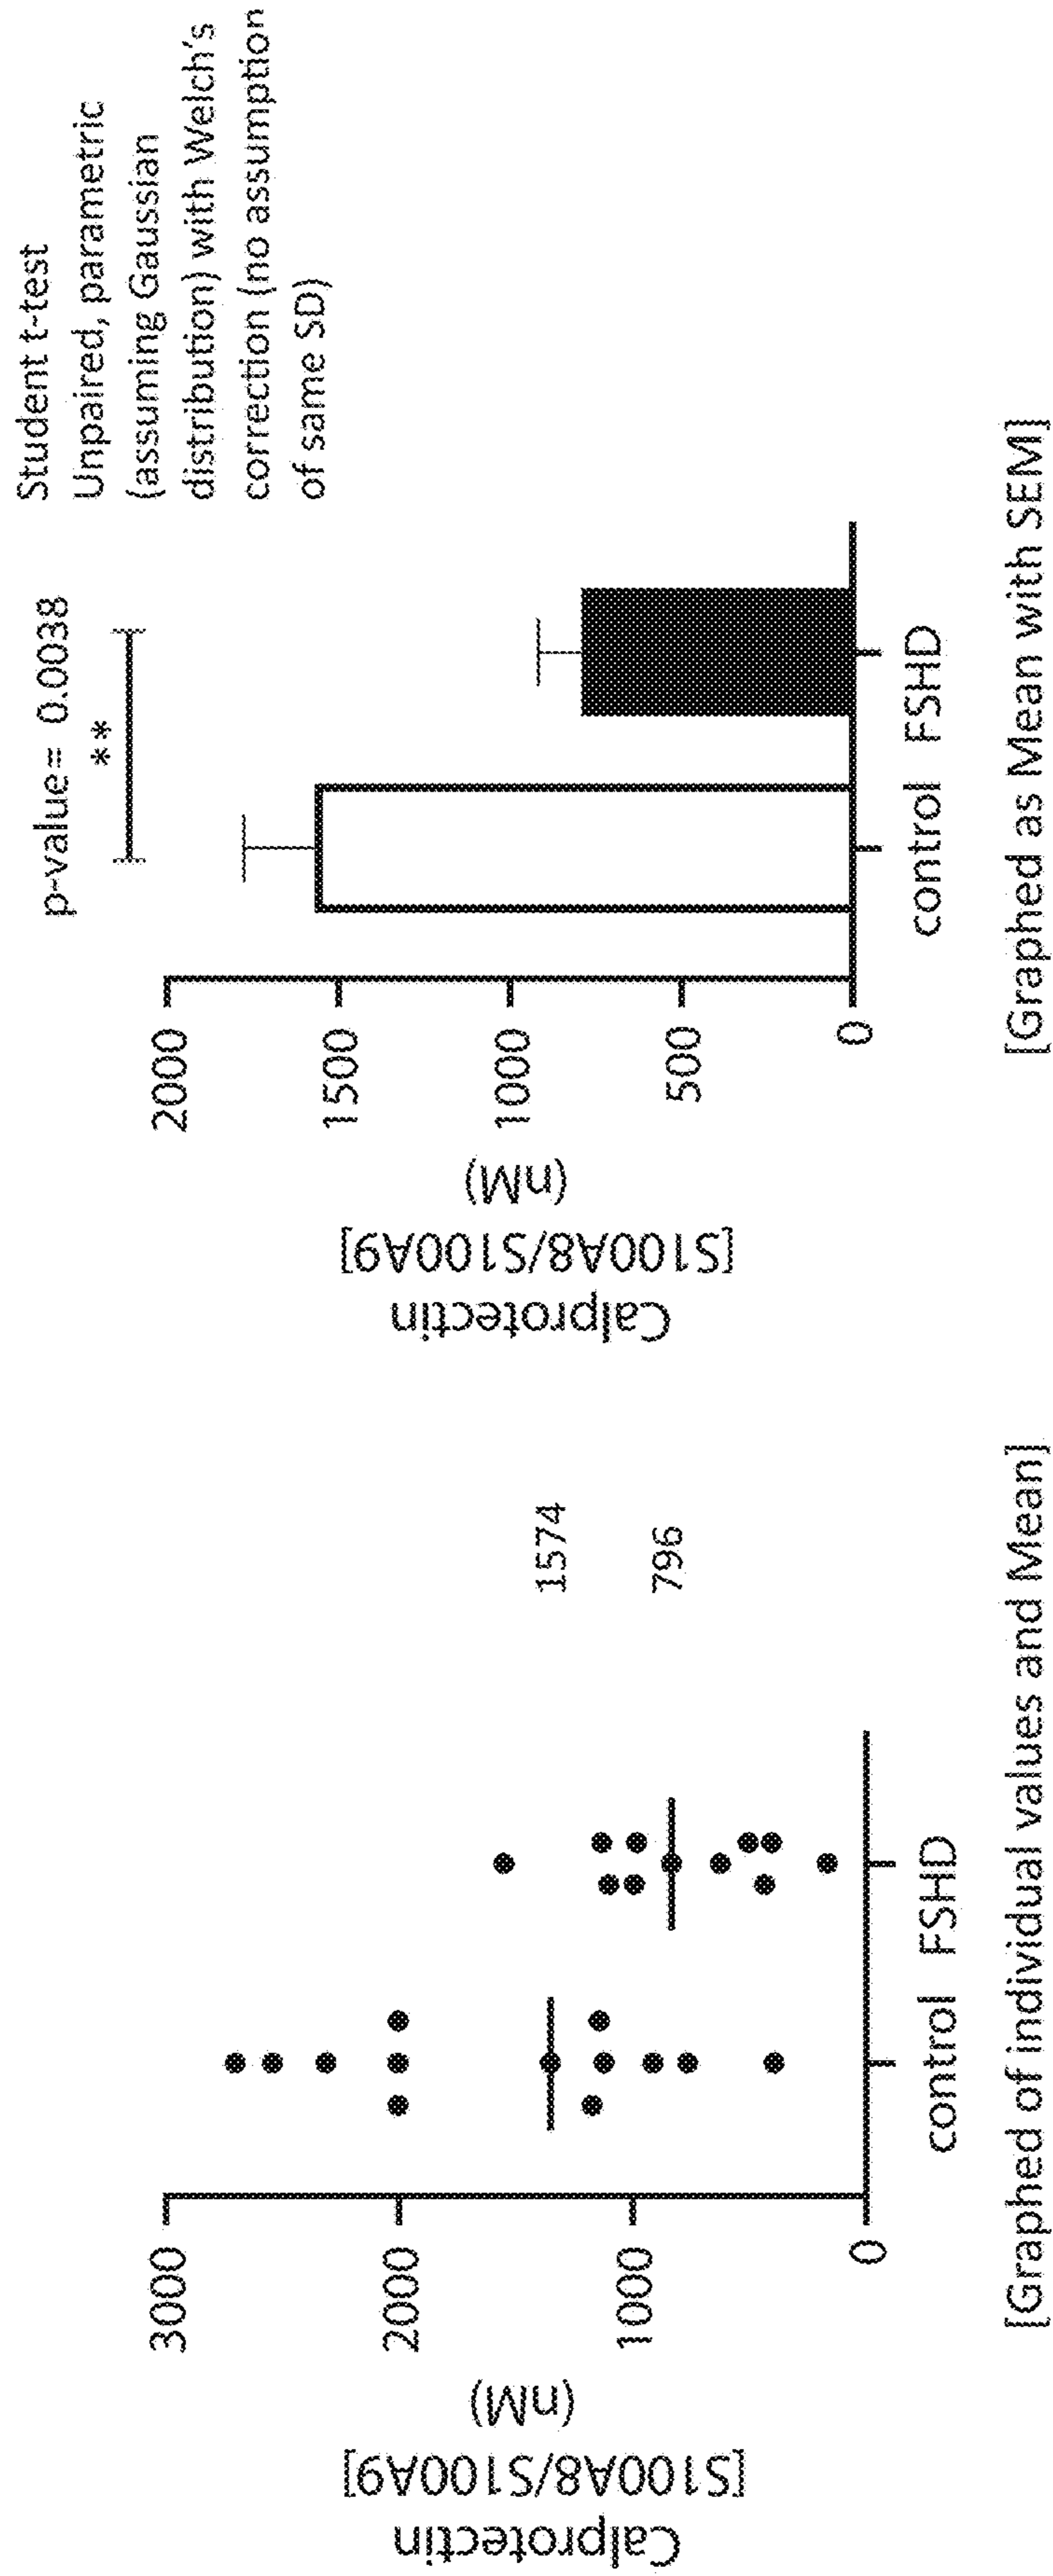 Calprotectin
[S100A8/S100A9]
(nM)
3000
2000
1000
0
control FSHD
1574
796
[Graphed of individual values and Mean]
Calprotectin
[S100A8/S100A9]
(nM)
2000
1500
1000
500
0
control FSHD
p-value= 0.0038
**
Student t-test
Unpaired, parametric
(assuming Gaussian
distribution) with Welch's
correction (no assumption
of same SD)
[Graphed as Mean with SEM]